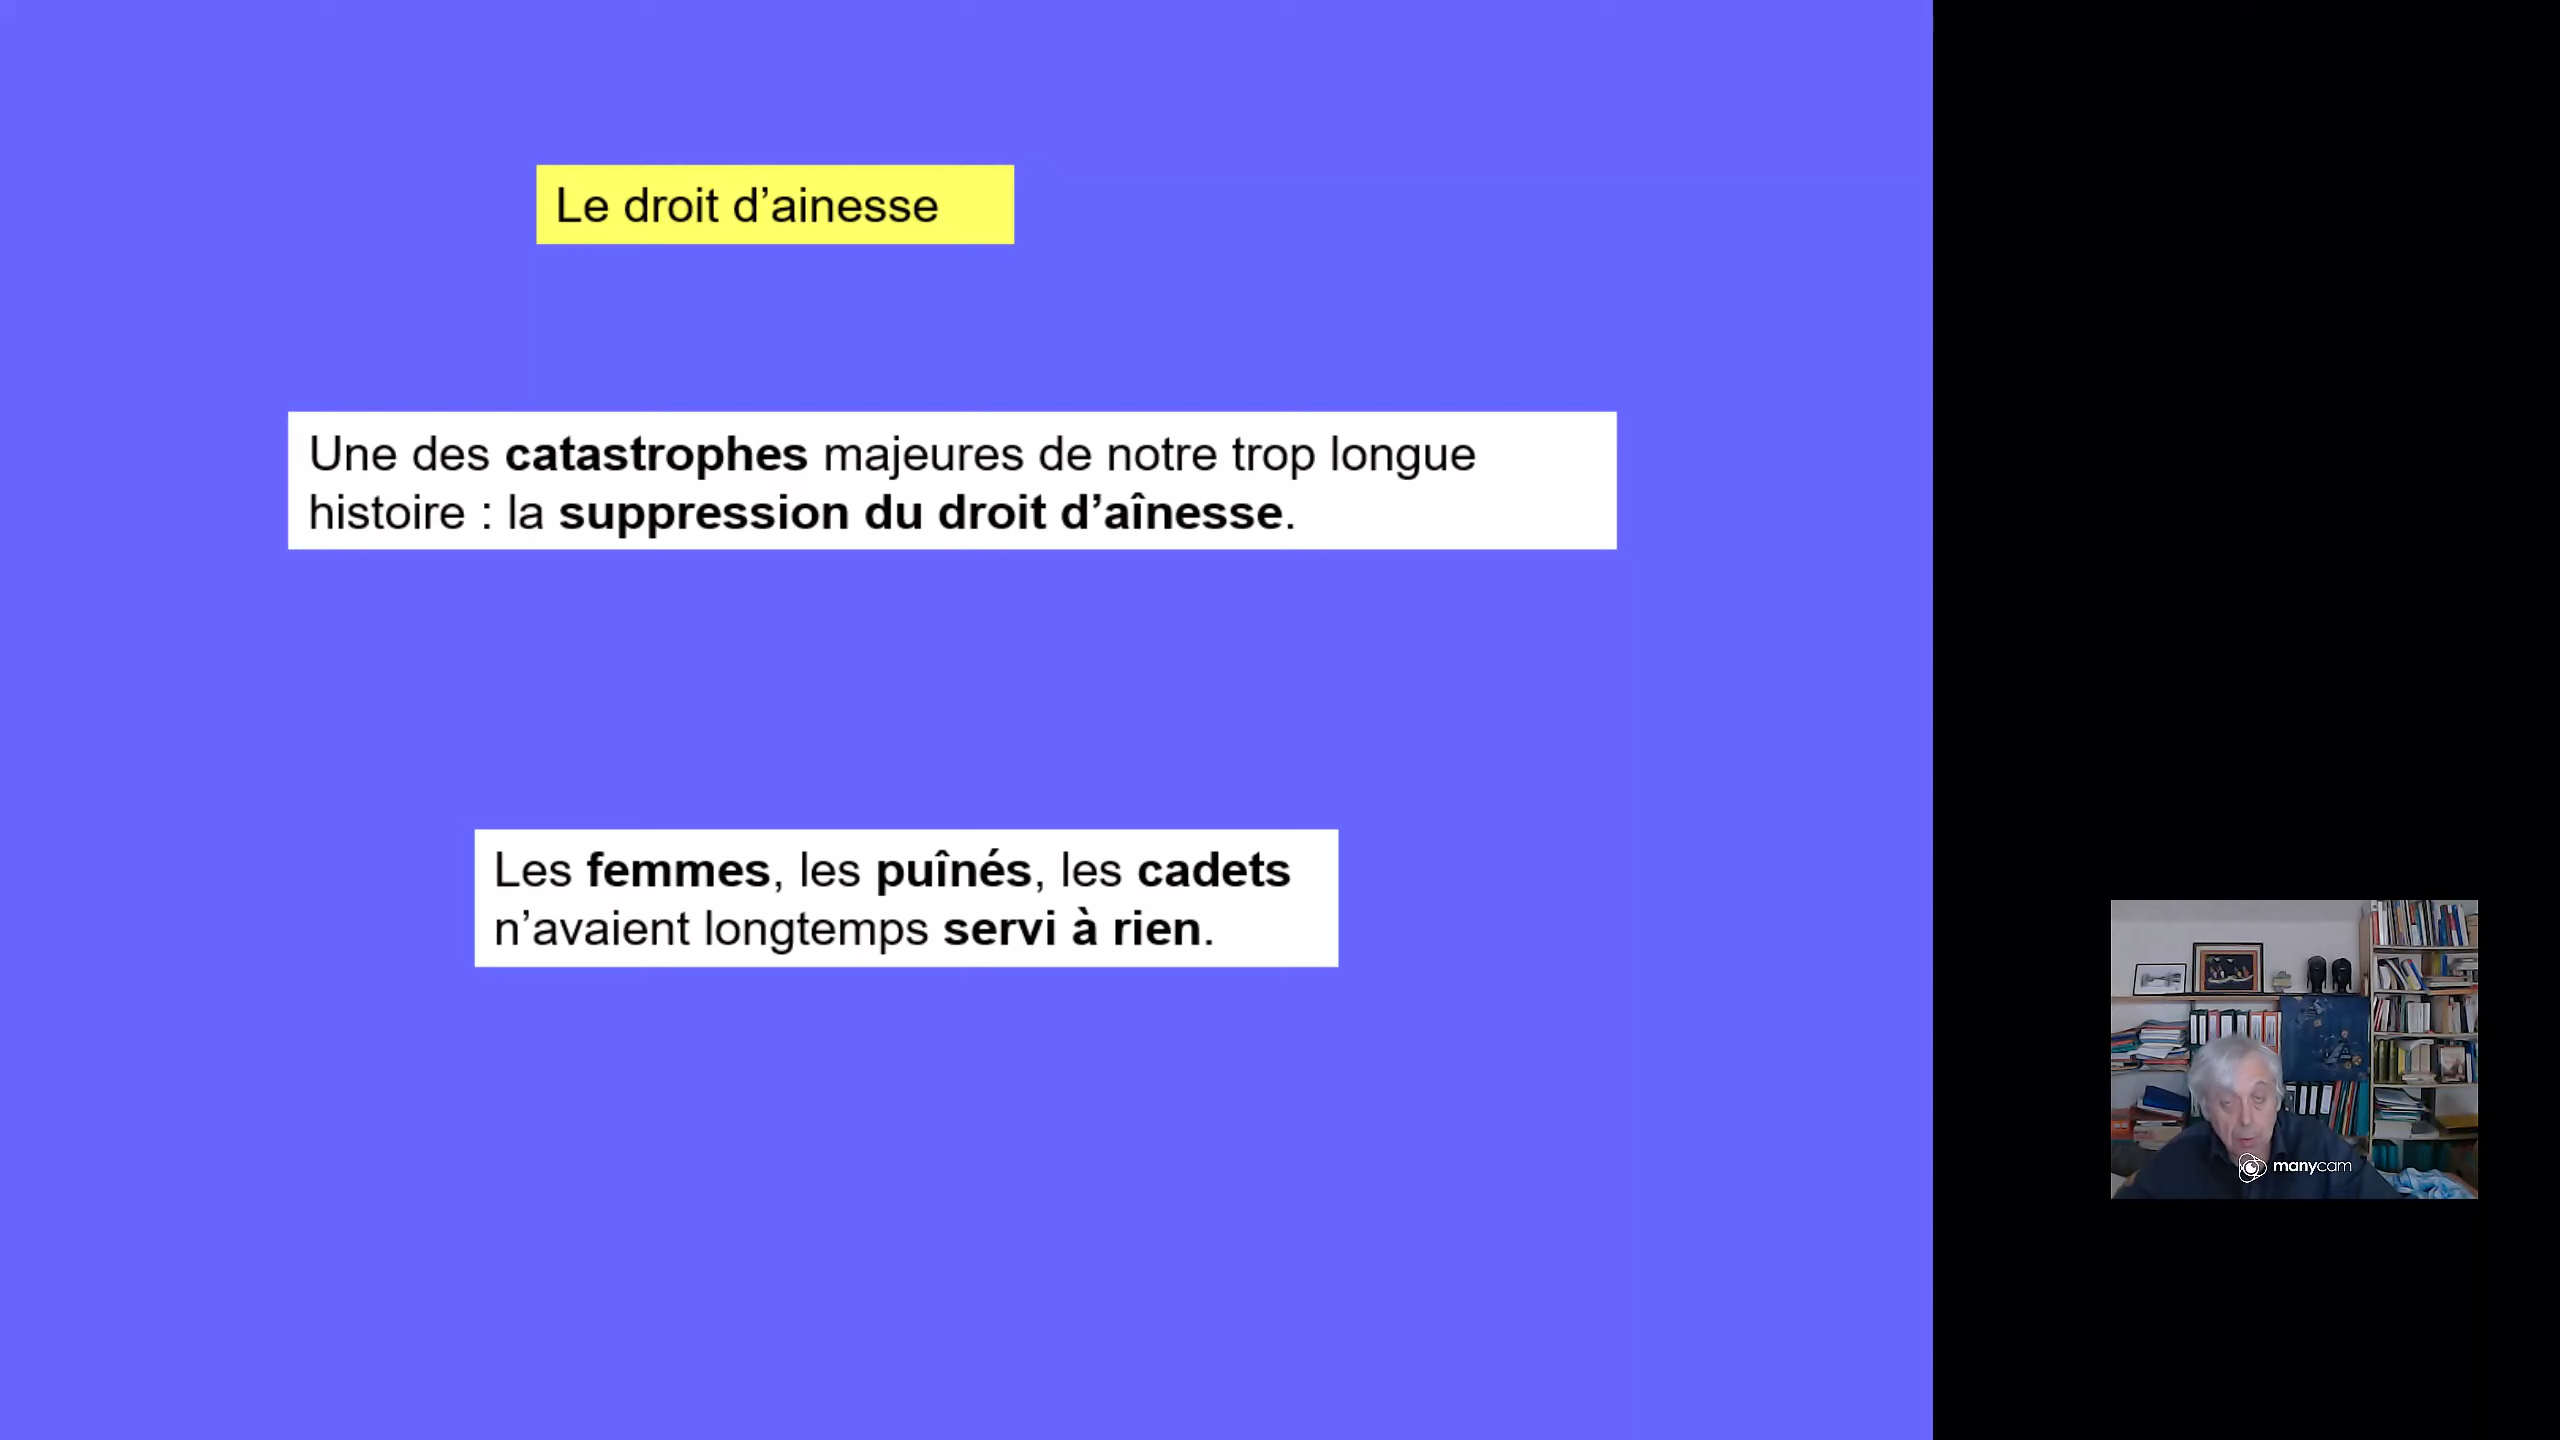 Le droit d’ainesse
Une des catastrophes majeures de notre trop longue
histoire : la suppression du droit d’aînesse.
Les femmes, les puînés, les cadets
n’avaient longtemps servi à rien.
manycam